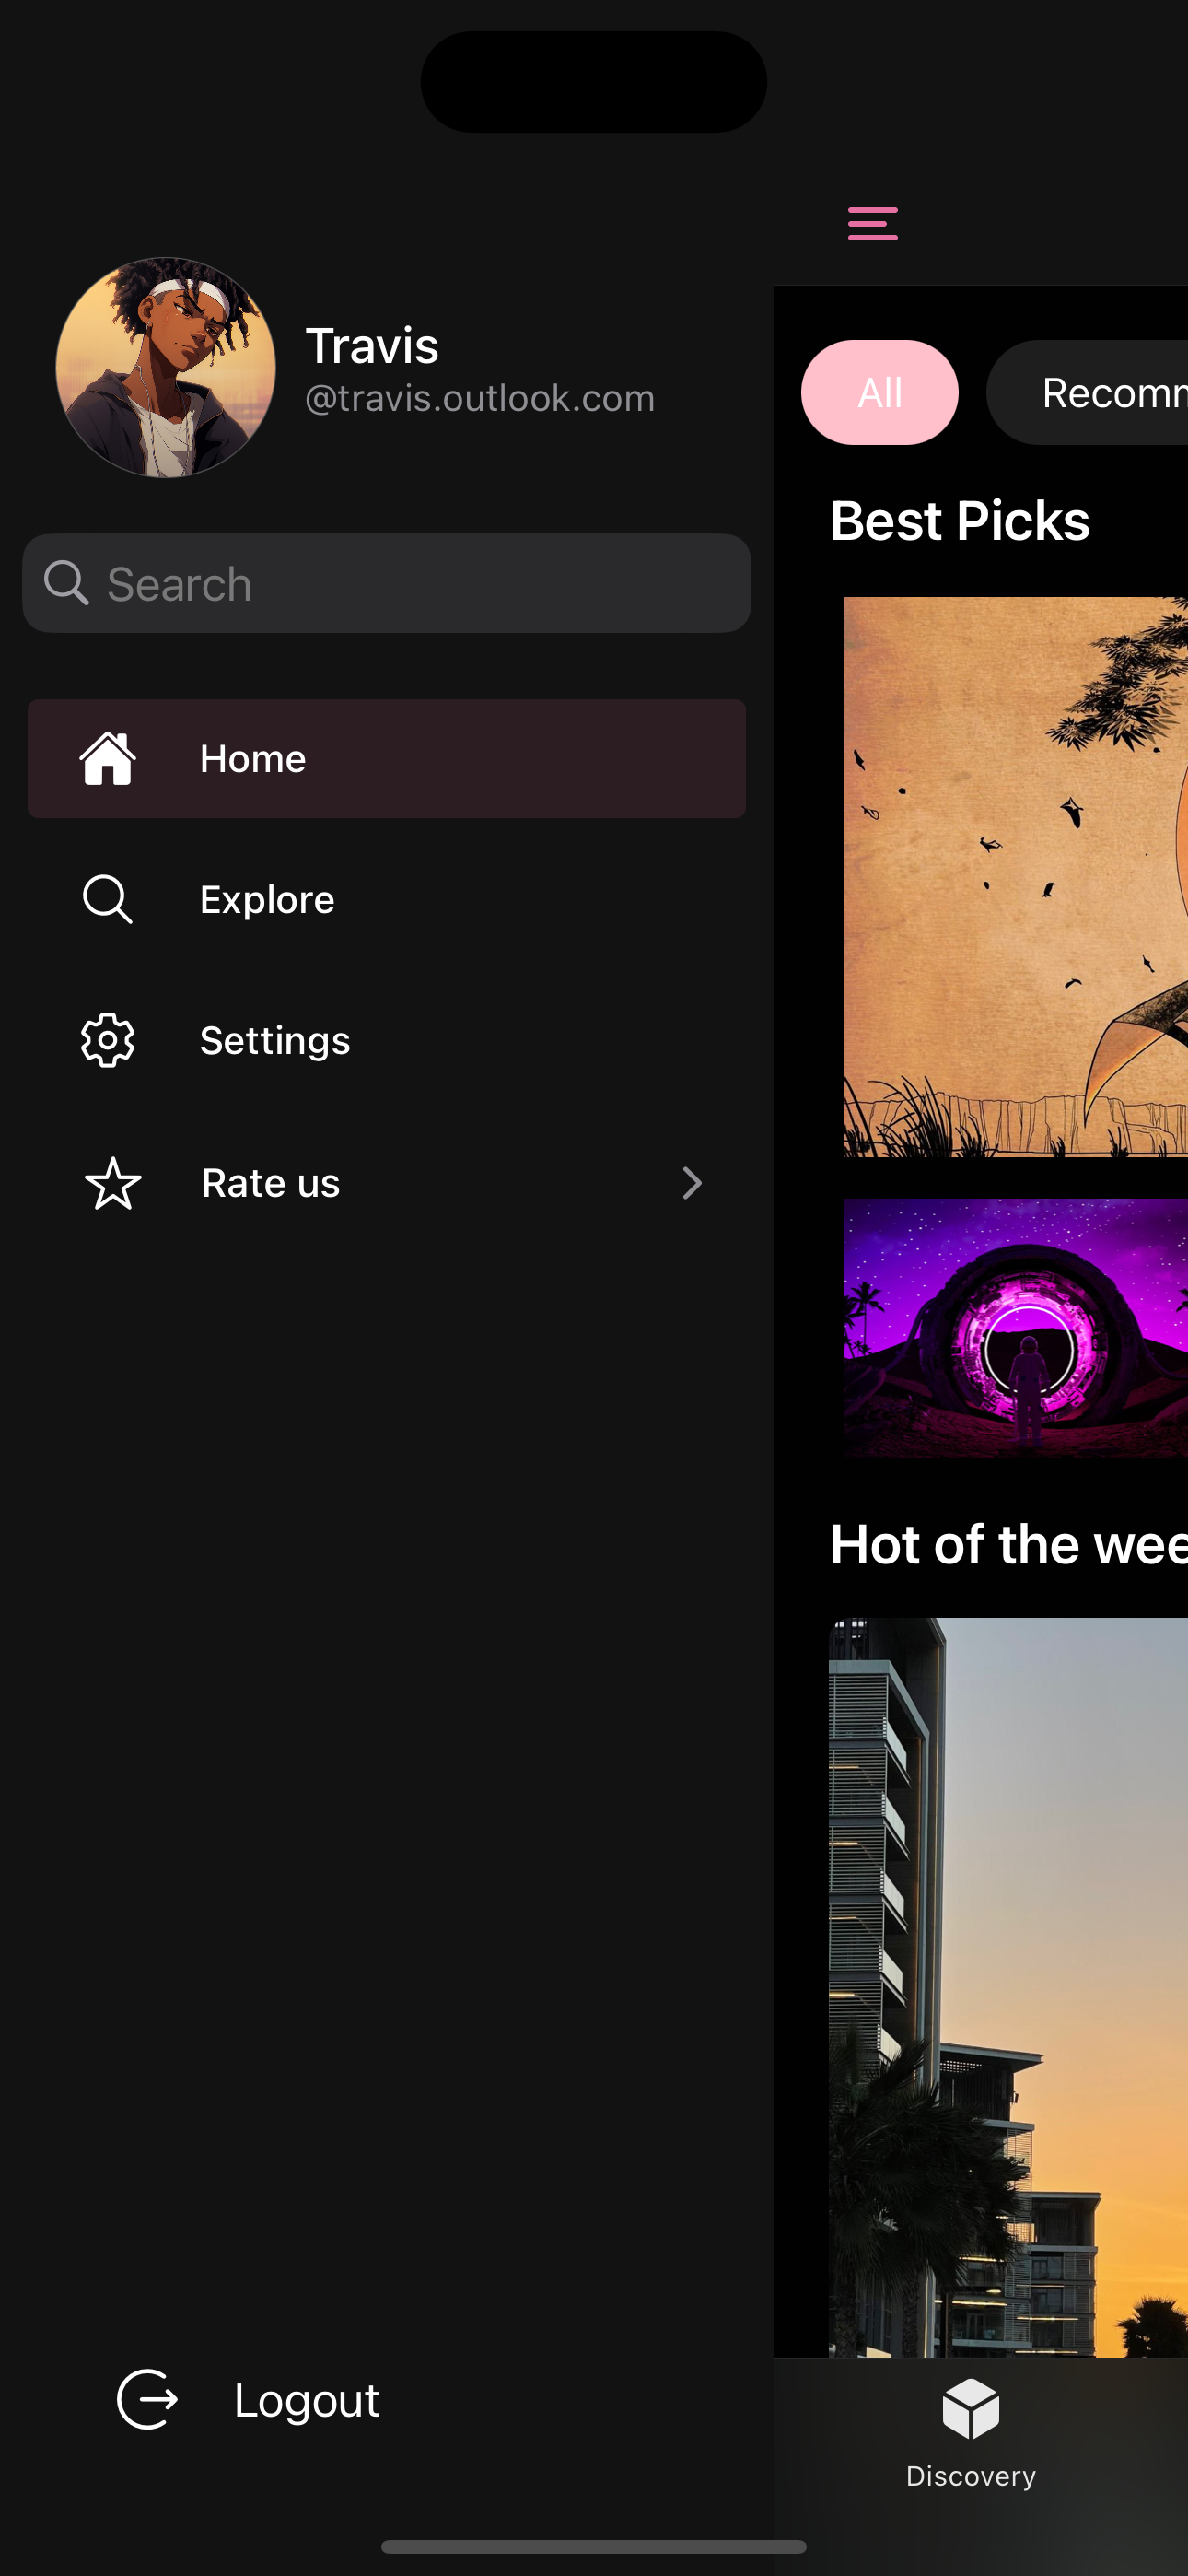 Travis
@travis.outlook.com
Search
Home
Explore
Settings
Rate us
Logout
All
Recomm
Best Picks
Hot of the wee
Discovery